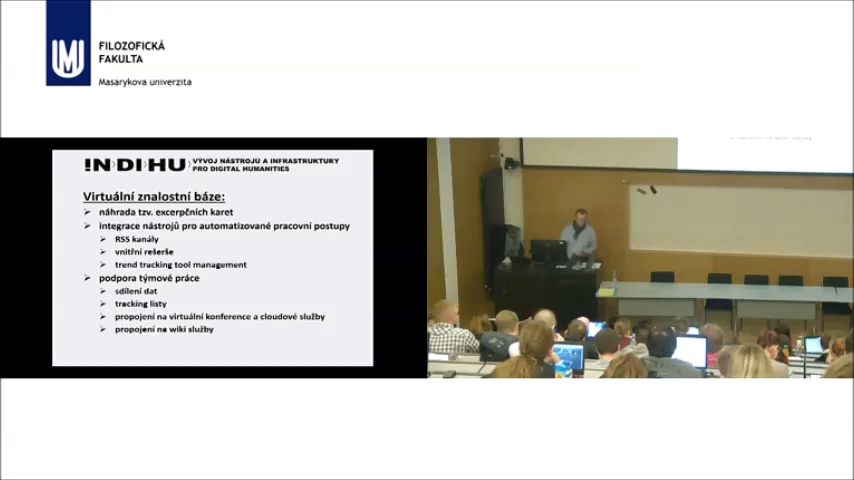 FILOZOFICKÁ
FAKULTA
Masarykova univerzita
!N›DI›HU›
VÝVOJ NÁSTROJŮ A INFRASTRUKTURY
PRO DIGITAL HUMANITIES
Virtuální znalostní báze:
náhrada tzv. excerpčních karet
integrace nástrojů pro automatizované pracovní postupy
RSS kanály
vnitřní rešerše
trend tracking tool management
podpora týmové práce
sdílení dat
tracking listy
propojení na virtuální konference a cloudové služby
propojení na wiki služby